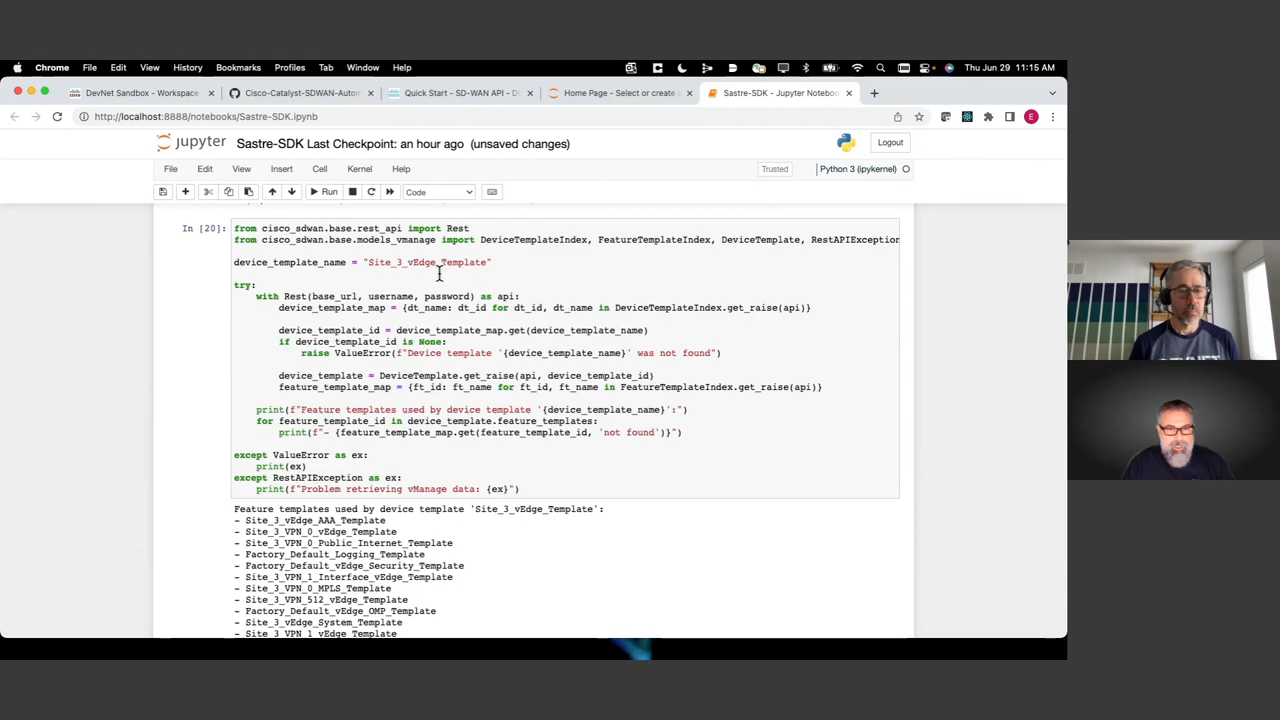 Chrome File Edit View History Bookmarks Profiles Tab Window Help Thu Jun 29 11:15 AM
DevNet Sandbox - Workspace Cisco-Catalyst-SDWAN-Auton Quick Start - SD-WAN API - Do Home Page - Select or create a Sastre-SDK - Jupyter Notebook
http://localhost:8888/notebooks/Sastre-SDK.ipynb E
jupyter Sastre-SDK Last Checkpoint: an hour ago (unsaved changes) Logout
File Edit View Insert Cell Kernel Help Trusted Python 3 (ipykernel)
Run Code
In [20]:
from cisco_sdwan.base.rest_api import Rest
from cisco_sdwan.base.models_vmanage import DeviceTemplateIndex, FeatureTemplateIndex, DeviceTemplate, RestAPIException
device_template_name = "Site_3_vEdge_Template"
try:
with Rest(base_url, username, password) as api:
device_template_map = {dt_name: dt_id for dt_id, dt_name in DeviceTemplateIndex.get_raise(api)}
device_template_id = device_template_map.get(device_template_name)
if device_template_id is None:
raise ValueError(f"Device template '{device_template_name}' was not found")
device_template = DeviceTemplate.get_raise(api, device_template_id)
feature_template_map = {ft_id: ft_name for ft_id, ft_name in FeatureTemplateIndex.get_raise(api)}
print(f"Feature templates used by device template '{device_template_name}':")
for feature_template_id in device_template.feature_templates:
print(f"- {feature_template_map.get(feature_template_id, 'not found')}")
except ValueError as ex:
print(ex)
except RestAPIException as ex:
print(f"Problem retrieving vManage data: {ex}")
Feature templates used by device template 'Site_3_vEdge_Template':
- Site_3_vEdge_AAA_Template
- Site_3_VPN_0_vEdge_Template
- Site_3_VPN_0_Public_Internet_Template
- Factory_Default_Logging_Template
- Factory_Default_vEdge_Security_Template
- Site_3_VPN_1_Interface_vEdge_Template
- Site_3_VPN_0_MPLS_Template
- Site_3_VPN_512_vEdge_Template
- Factory_Default_vEdge_OMP_Template
- Site_3_vEdge_System_Template
- Site_3_VPN_1_vEdge_Template